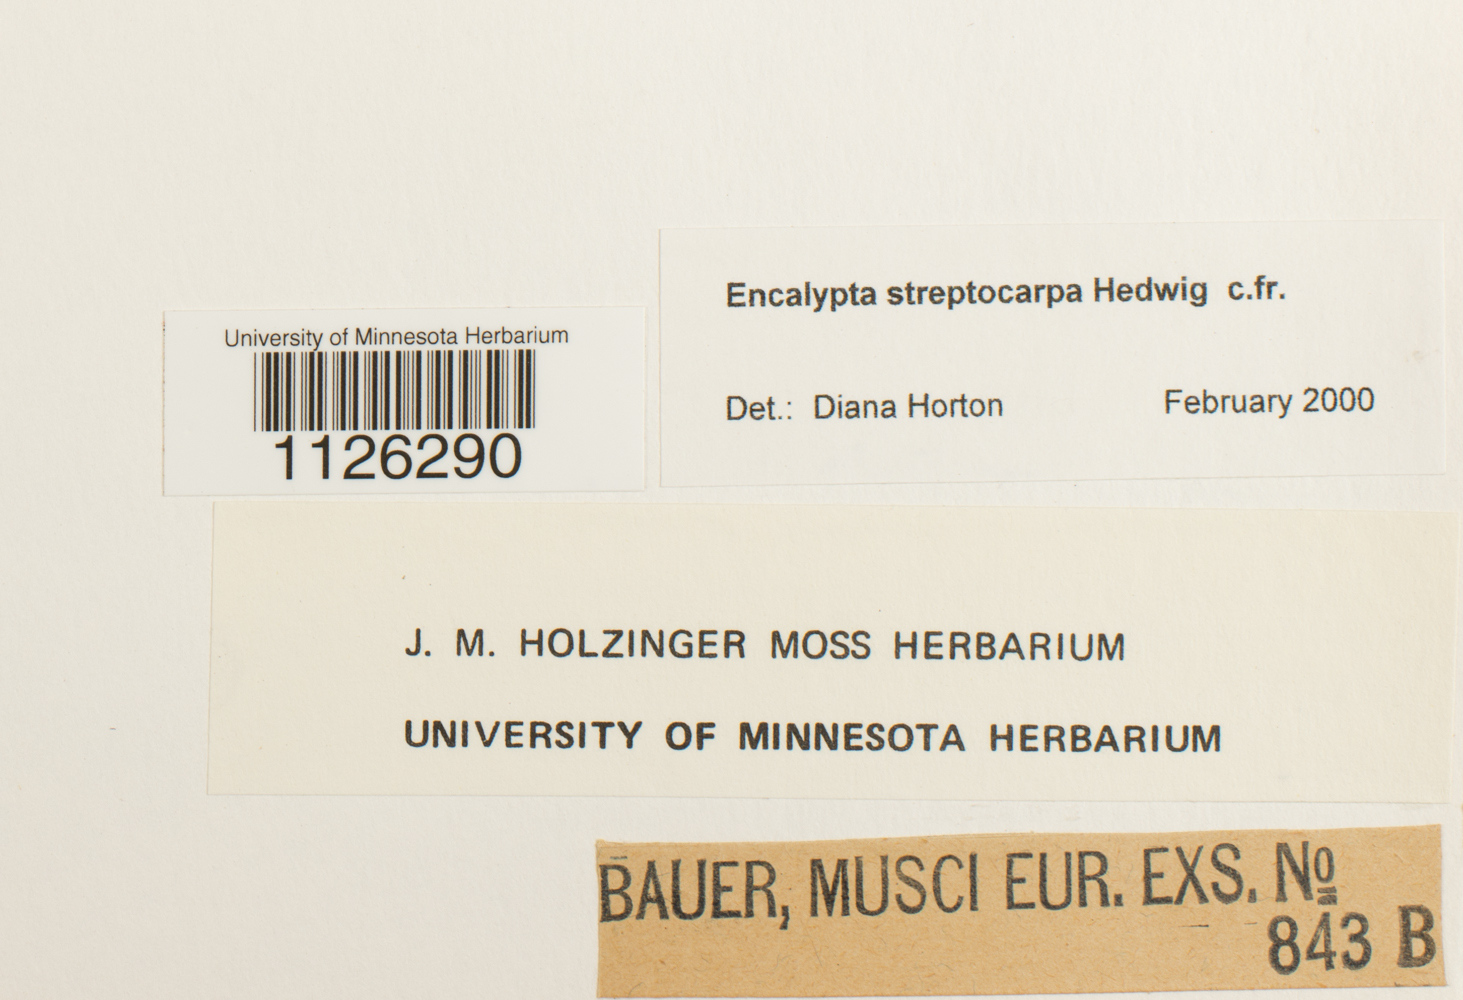 University of Minnesota Herbarium
1126290
Encalypta streptocarpa Hedwig c.fr.
Det.: Diana Horton February 2000
J. M. HOLZINGER MOSS HERBARIUM
UNIVERSITY OF MINNESOTA HERBARIUM
BAUER, MUSCI EUR. EXS. Nº
843 B